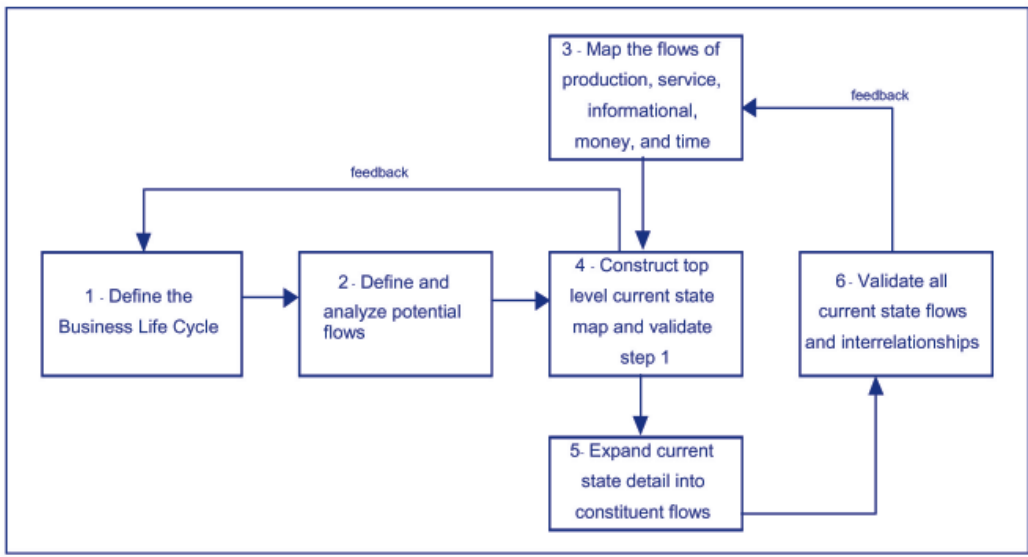 3 - Map the flows of
production, service,
informational,
money, and time
feedback
feedback
1 - Define the
Business Life Cycle
2 - Define and
analyze potential
flows
4 - Construct top
level current state
map and validate
step 1
6- Validate all
current state flows
and interrelationships
5- Expand current
state detail into
constituent flows